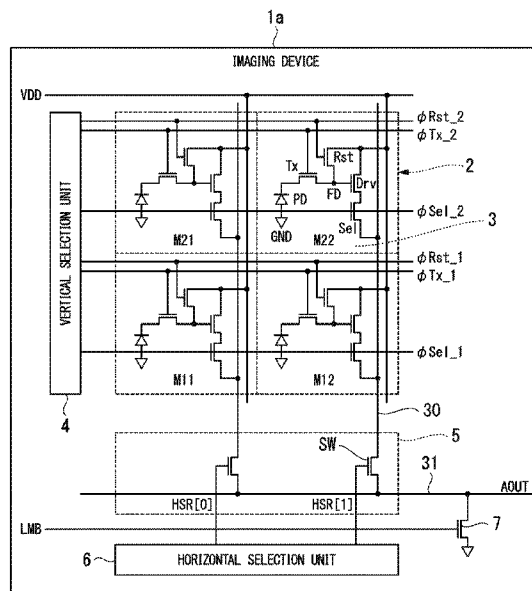 1a
IMAGING DEVICE
VDD
φRst_2
φTx_2
2
Rst
Tx
Drv
FD
PD
φSel_2
Sel
3
GND
M21
M22
φRst_1
φTx_1
VERTICAL SELECTION UNIT
φSel_1
M11
M12
4
30
5
SW
31
AOUT
HSR[0]
HSR[1]
LMB
7
6
HORIZONTAL SELECTION UNIT